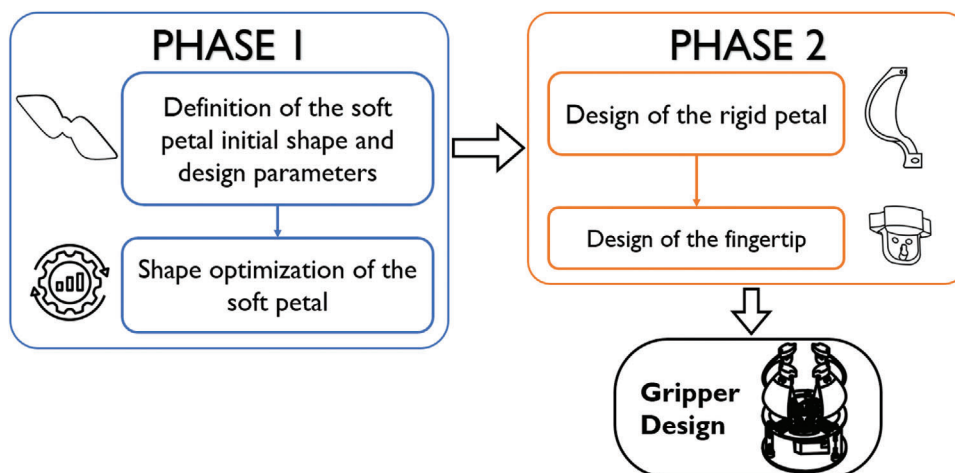 PHASE 1
Definition of the soft
petal initial shape and
design parameters
Shape optimization of the
soft petal
PHASE 2
Design of the rigid petal
Design of the fingertip
Gripper
Design